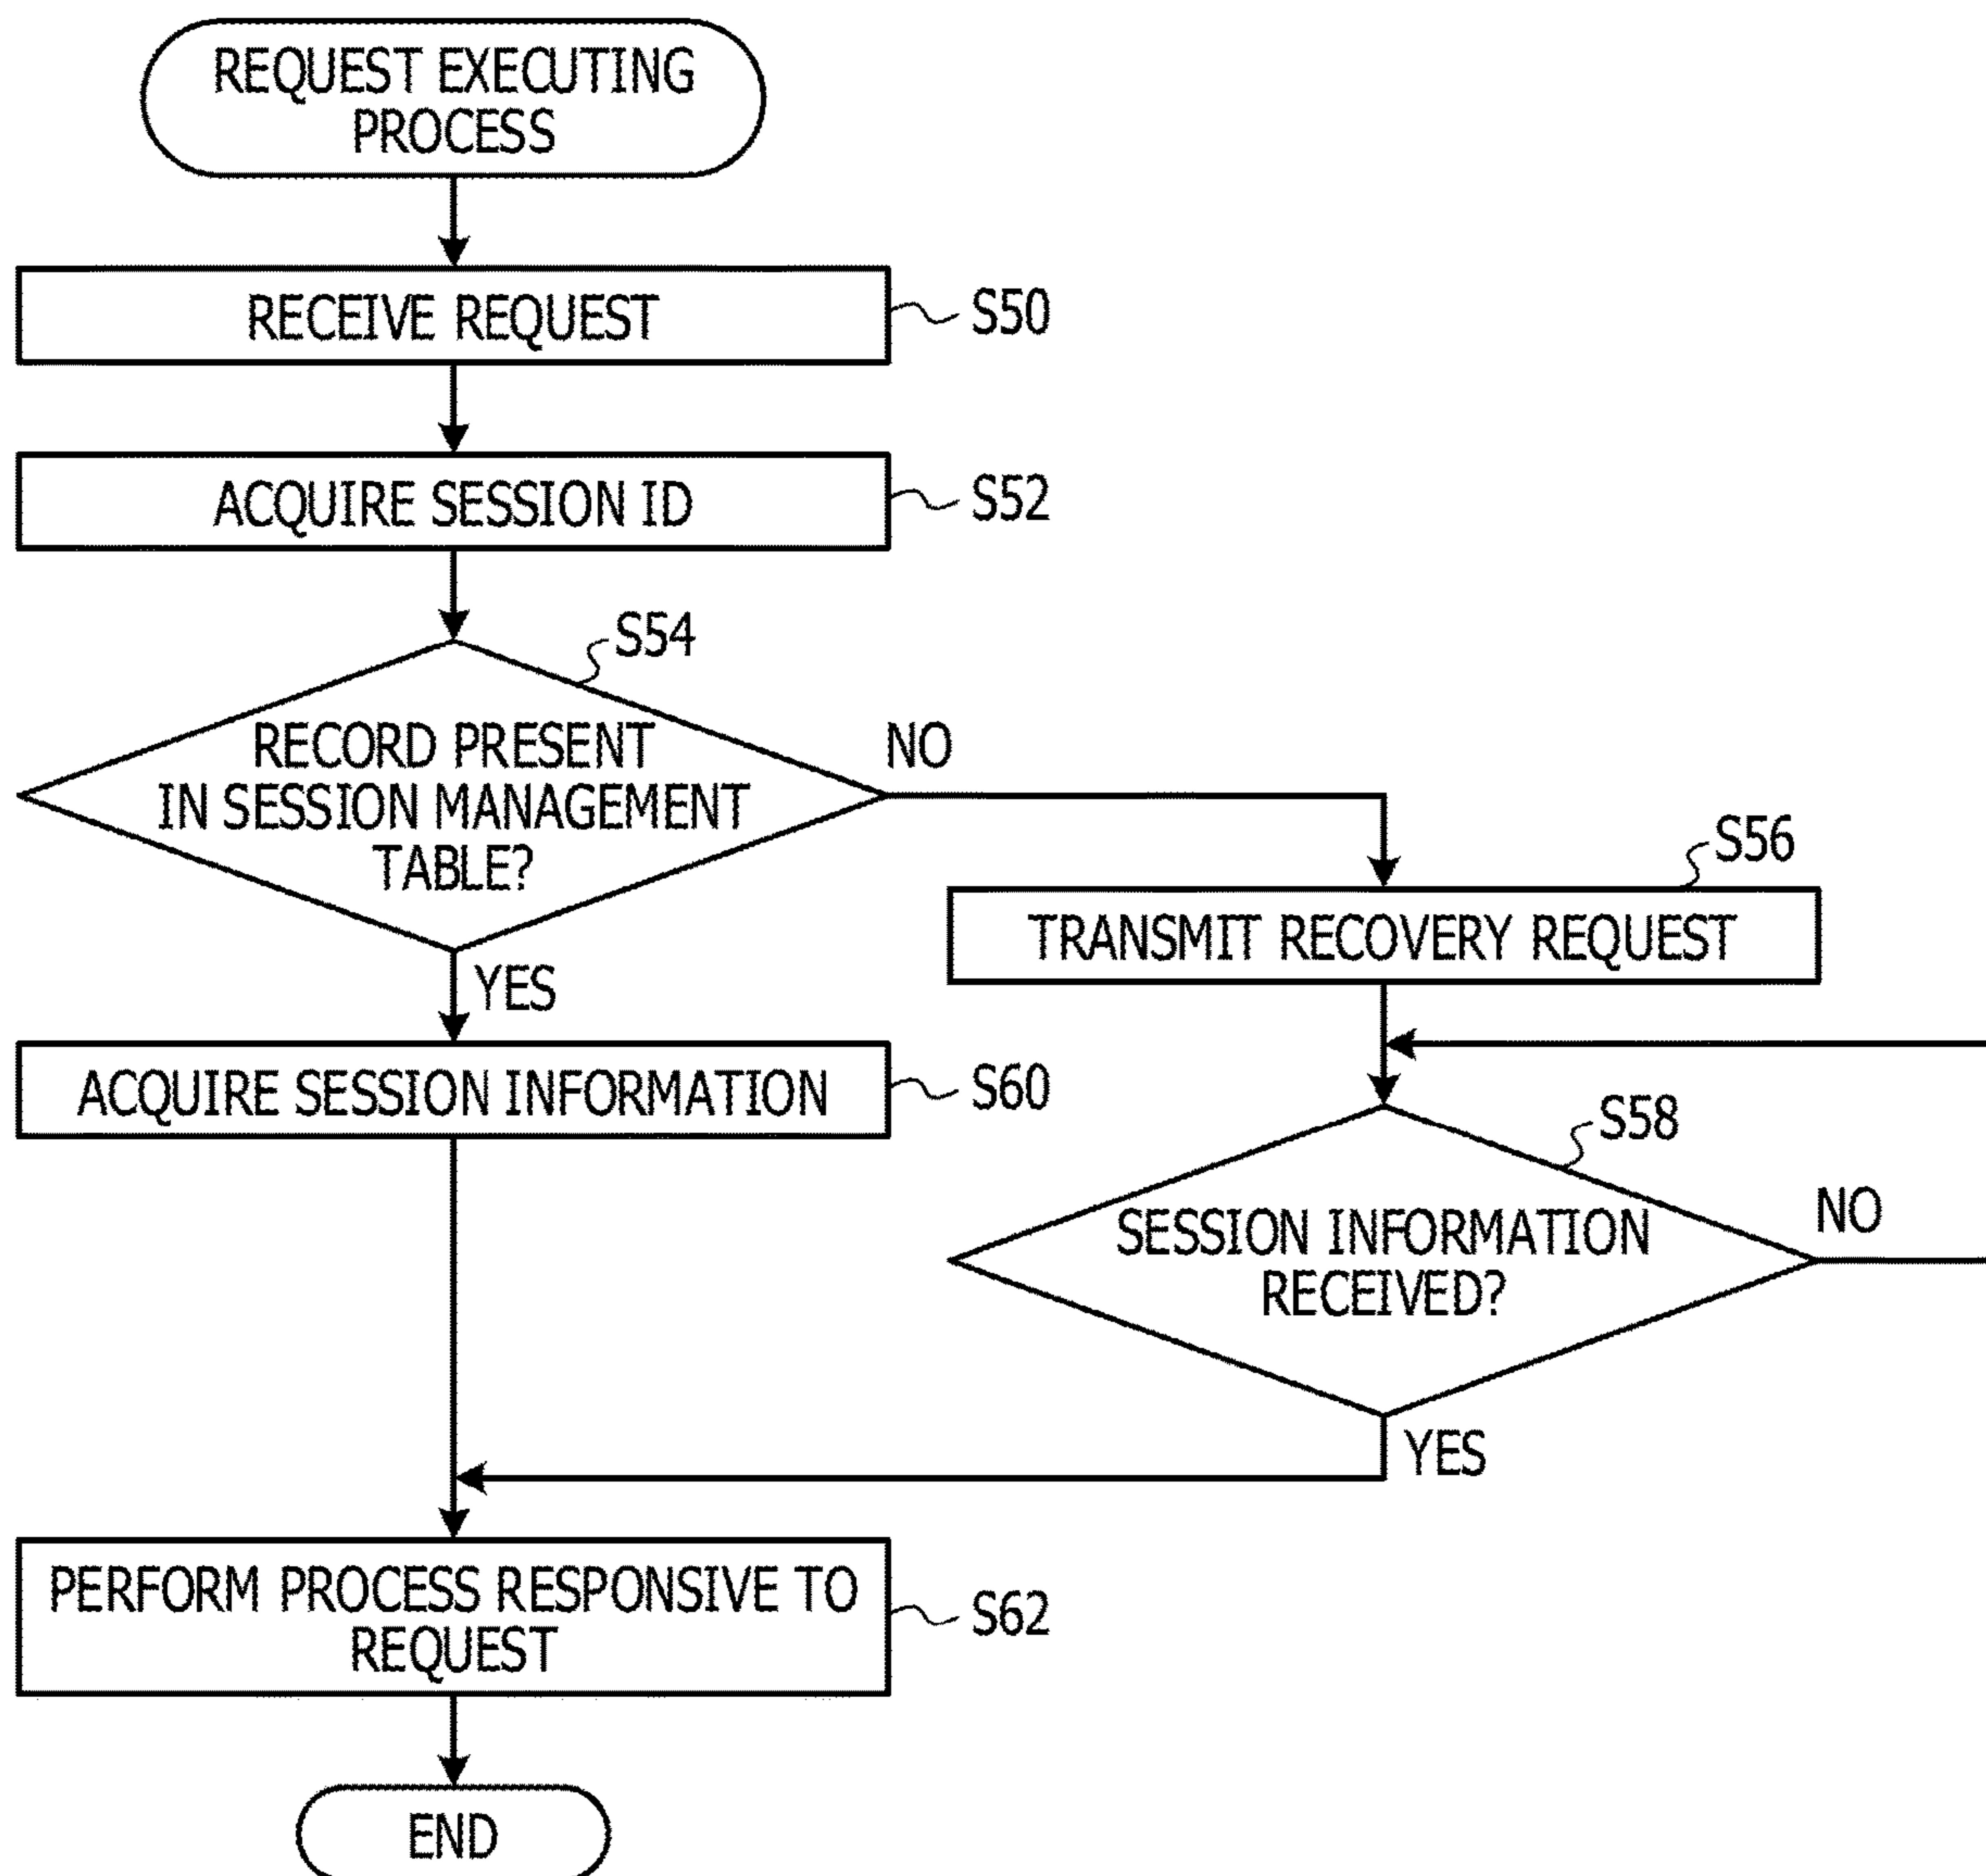 REQUEST EXECUTING
PROCESS
RECEIVE REQUEST
S50
ACQUIRE SESSION ID
S52
S54
RECORD PRESENT
IN SESSION MANAGEMENT
TABLE?
NO
YES
S56
TRANSMIT RECOVERY REQUEST
ACQUIRE SESSION INFORMATION
S60
S58
SESSION INFORMATION
RECEIVED?
NO
YES
PERFORM PROCESS RESPONSIVE TO
REQUEST
S62
END